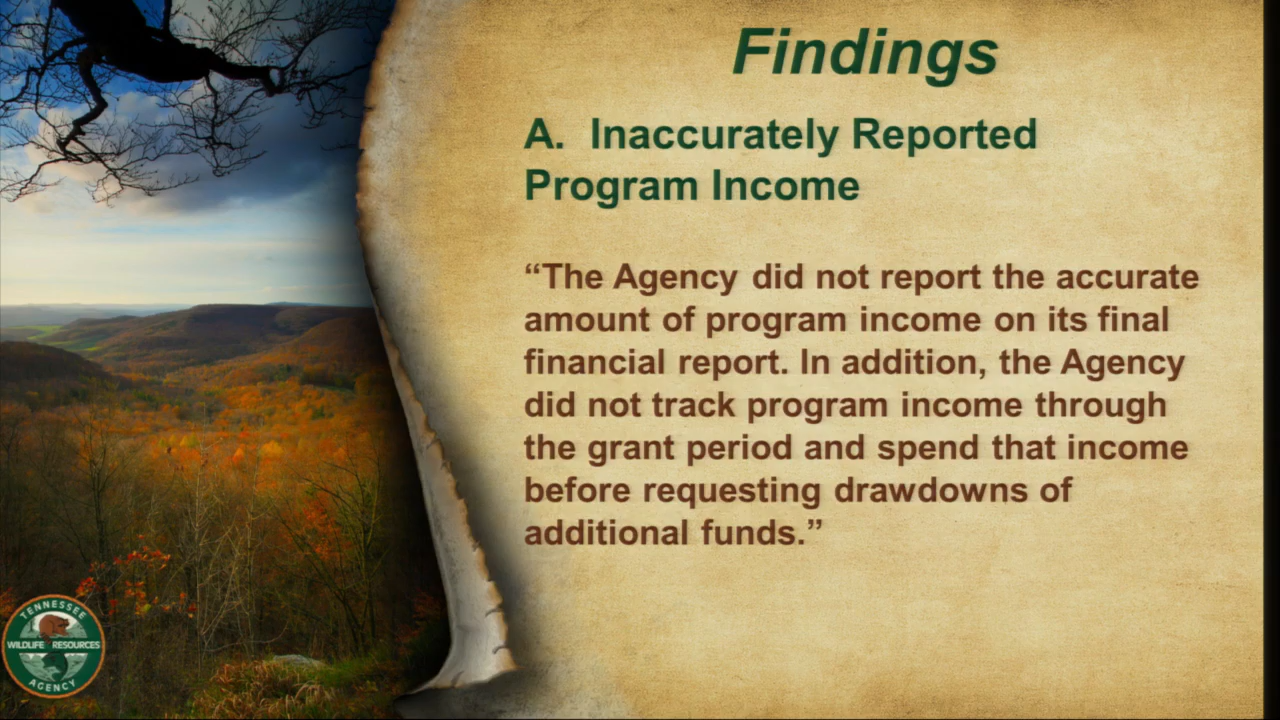 Findings
A. Inaccurately Reported
Program Income
“The Agency did not report the accurate
amount of program income on its final
financial report. In addition, the Agency
did not track program income through
the grant period and spend that income
before requesting drawdowns of
additional funds.”
TENNESSEE
WILDLIFE RESOURCES
AGENCY